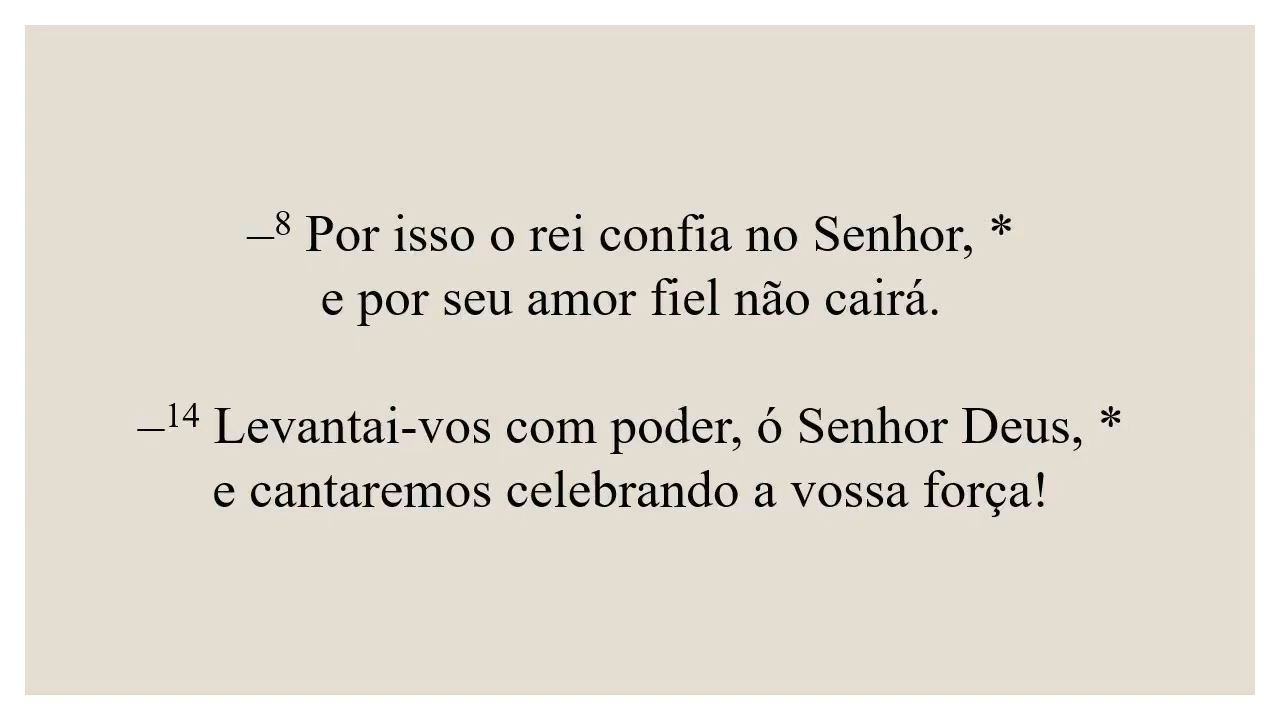 –⁸ Por isso o rei confia no Senhor, *
e por seu amor fiel não cairá.
–¹⁴ Levantai-vos com poder, ó Senhor Deus, *
e cantaremos celebrando a vossa força!